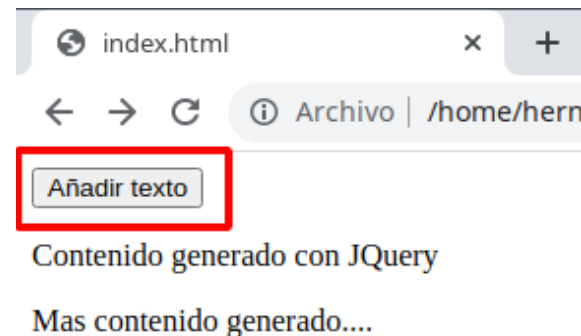 index.html
Archivo /home/hern
Añadir texto
Contenido generado con JQuery
Mas contenido generado....